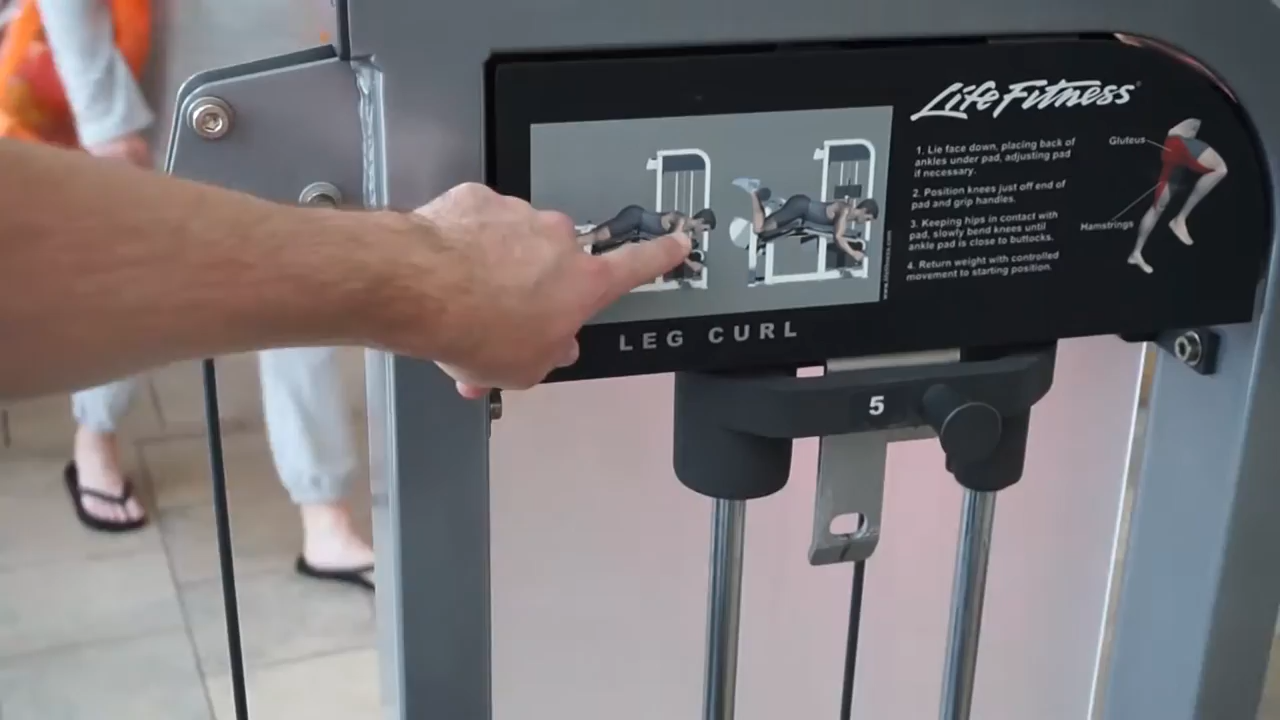 LifeFitness
1. Lie face down, placing back of
ankles under pad, adjusting pad
if necessary.
2. Position knees just off end of
pad and grip handles.
3. Keeping hips in contact with
pad, slowly bend knees until
ankle pad is close to buttocks.
4. Return weight with controlled
movement to starting position.
Gluteus
Hamstrings
www.lifefitness.com
LEG CURL
5